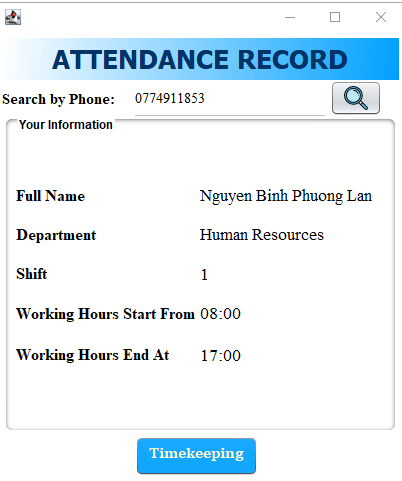 ATTENDANCE RECORD
Search by Phone: 0774911853
Your Information
Full Name Nguyen Binh Phuong Lan
Department Human Resources
Shift 1
Working Hours Start From 08:00
Working Hours End At 17:00
Timekeeping